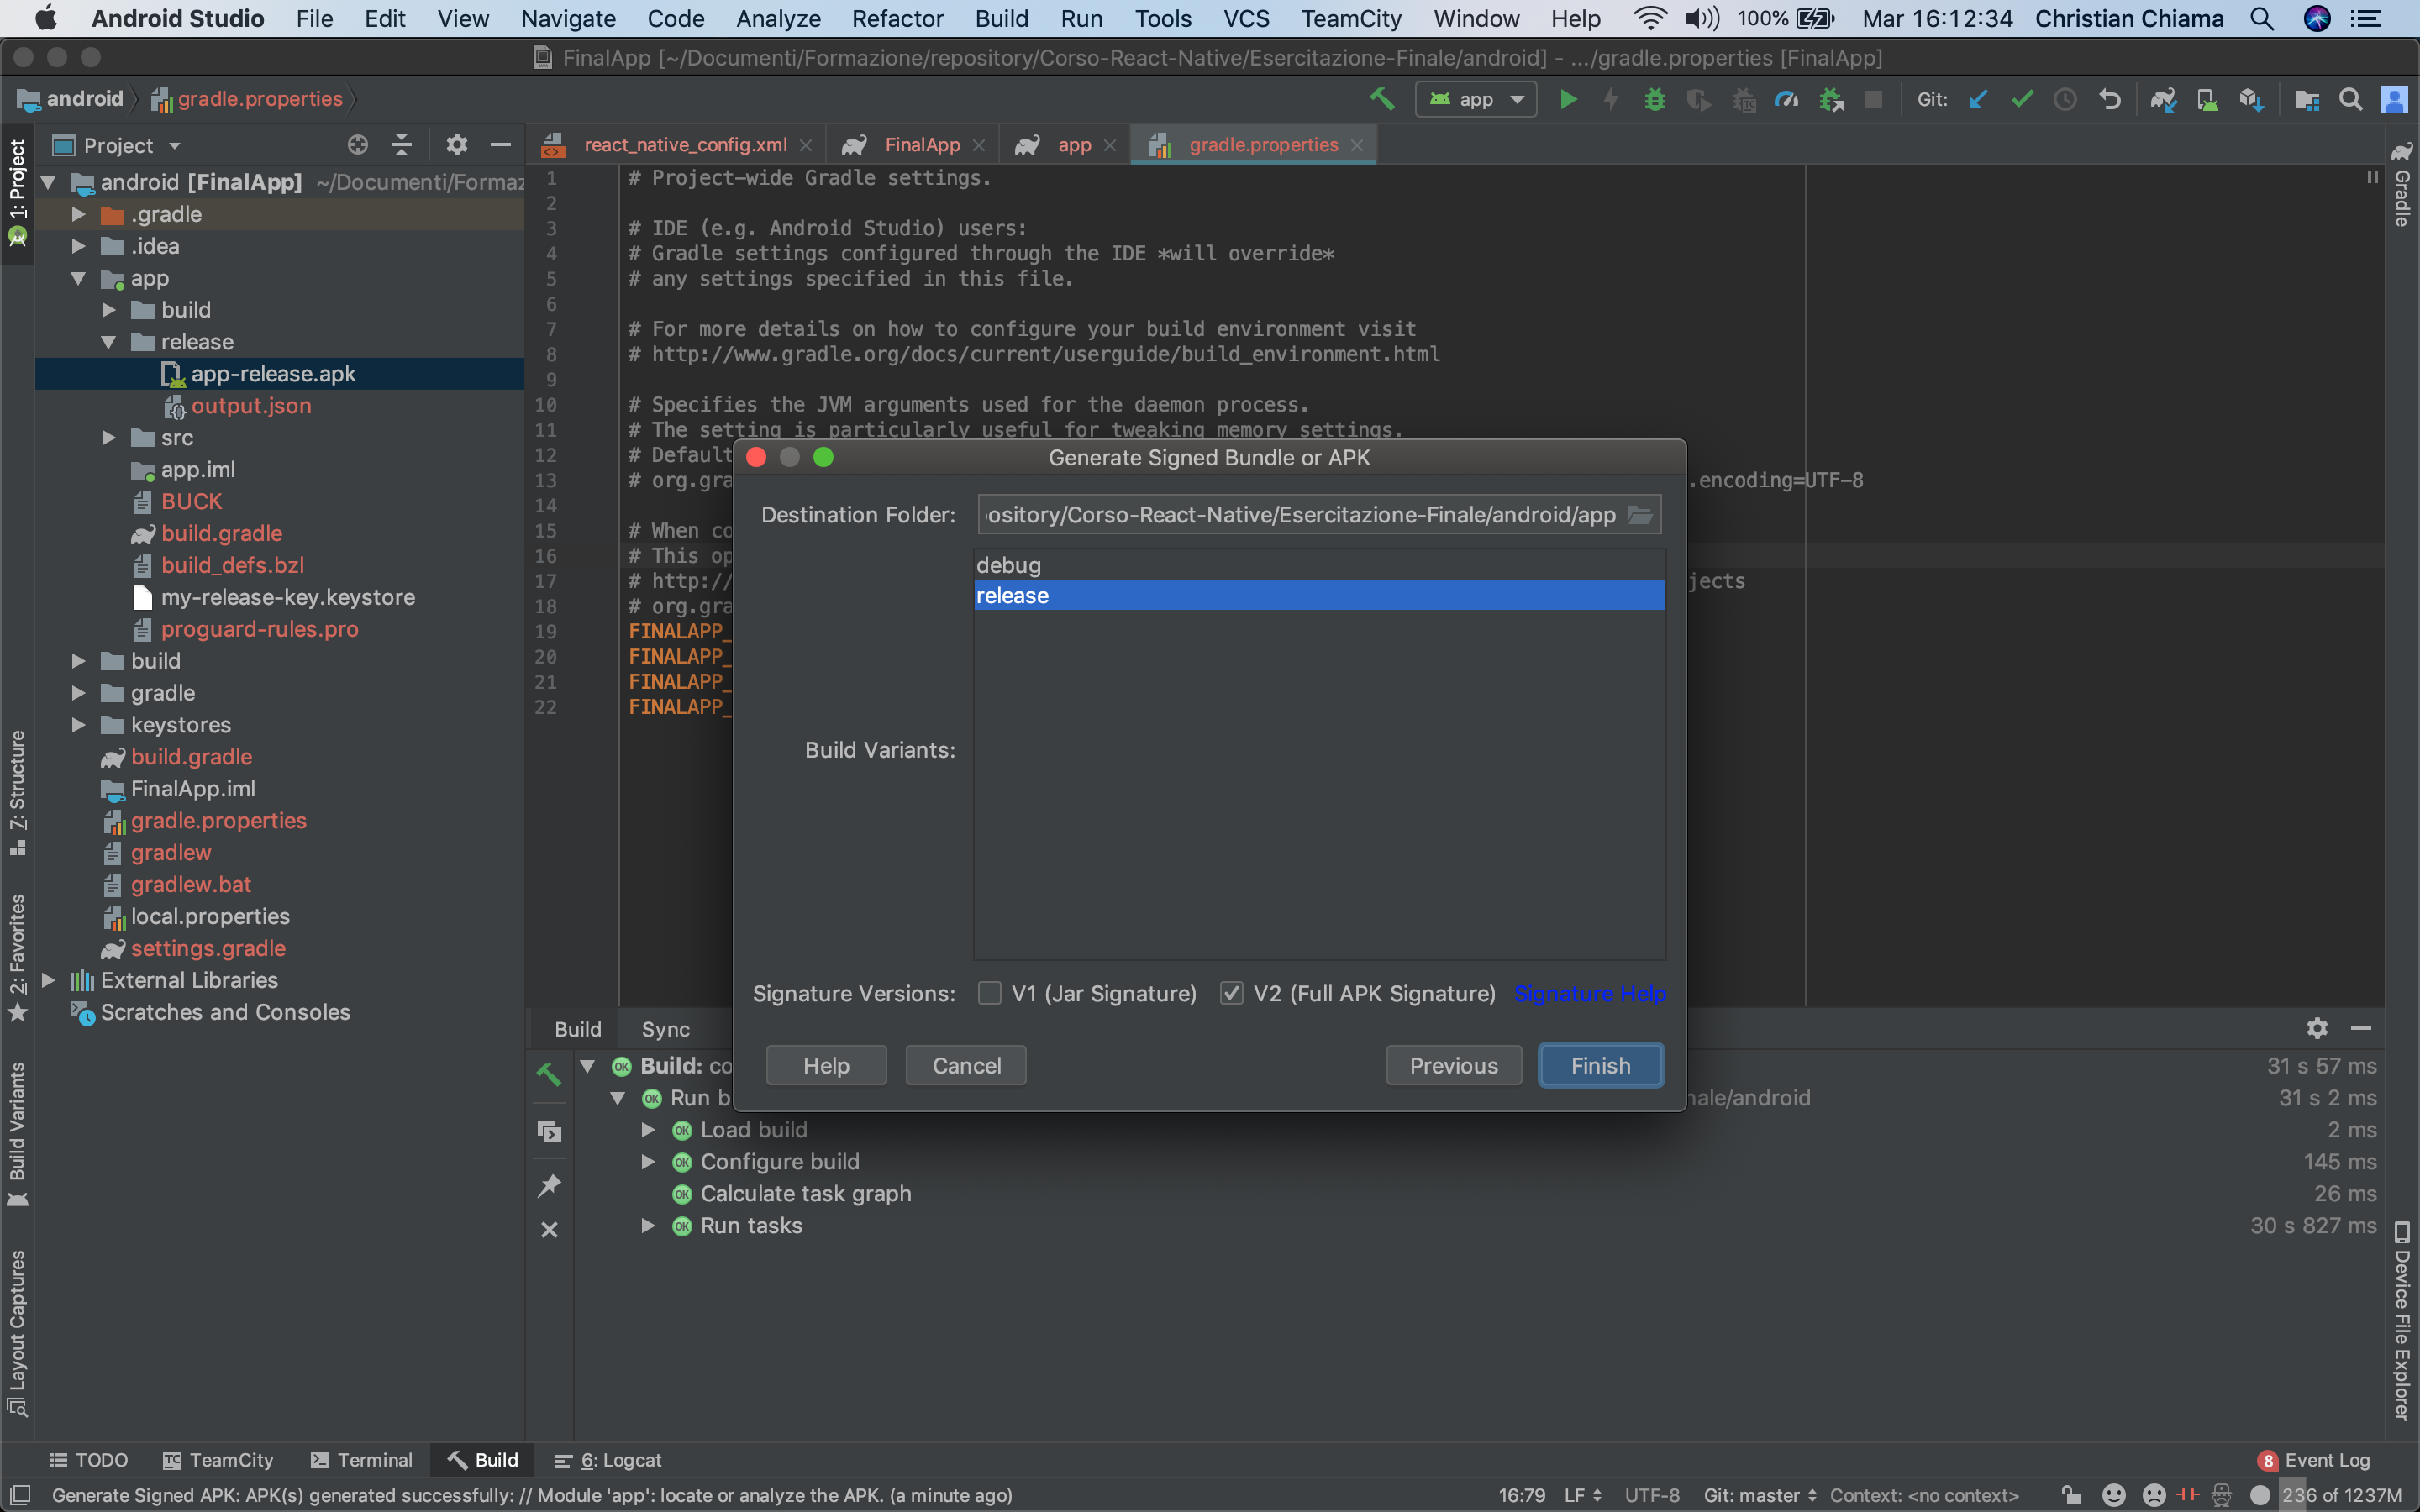 Android Studio File Edit View Navigate Code Analyze Refactor Build Run Tools VCS TeamCity Window Help 100% Mar 16:12:34 Christian Chiama
FinalApp [~/Documenti/Formazione/repository/Corso-React-Native/Esercitazione-Finale/android] - .../gradle.properties [FinalApp]
android gradle.properties app Git:
1: Project
Project
react_native_config.xml FinalApp app gradle.properties
android [FinalApp] ~/Documenti/Formaz
.gradle
.idea
app
build
release
app-release.apk
output.json
src
app.iml
BUCK
build.gradle
build_defs.bzl
my-release-key.keystore
proguard-rules.pro
build
gradle
keystores
build.gradle
FinalApp.iml
gradle.properties
gradlew
gradlew.bat
local.properties
settings.gradle
External Libraries
Scratches and Consoles
Z: Structure
2: Favorites
Build Variants
Layout Captures
1 # Project-wide Gradle settings.
2
3 # IDE (e.g. Android Studio) users:
4 # Gradle settings configured through the IDE *will override*
5 # any settings specified in this file.
6
7 # For more details on how to configure your build environment visit
8 # http://www.gradle.org/docs/current/userguide/build_environment.html
9
10 # Specifies the JVM arguments used for the daemon process.
11 # The setting is particularly useful for tweaking memory settings.
12 # Default
13 # org.gra .encoding=UTF-8
14
15 # When co
16 # This op
17 # http:// jects
18 # org.gra
19 FINALAPP_
20 FINALAPP_
21 FINALAPP_
22 FINALAPP_
Generate Signed Bundle or APK
Destination Folder: ository/Corso-React-Native/Esercitazione-Finale/android/app
debug
release
Build Variants:
Signature Versions: V1 (Jar Signature) V2 (Full APK Signature) Signature Help
Help Cancel Previous Finish
Gradle
Device File Explorer
Build Sync
OK Build: co 31 s 57 ms
OK Run b nale/android 31 s 2 ms
OK Load build 2 ms
OK Configure build 145 ms
OK Calculate task graph 26 ms
OK Run tasks 30 s 827 ms
TODO TC TeamCity Terminal Build 6: Logcat 8 Event Log
Generate Signed APK: APK(s) generated successfully: // Module 'app': locate or analyze the APK. (a minute ago) 16:79 LF UTF-8 Git: master Context: <no context> 236 of 1237M